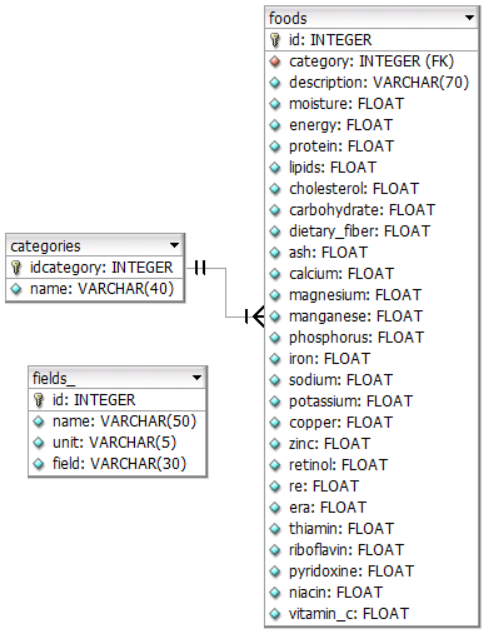 categories
idcategory: INTEGER
name: VARCHAR(40)
fields_
id: INTEGER
name: VARCHAR(50)
unit: VARCHAR(5)
field: VARCHAR(30)
foods
id: INTEGER
category: INTEGER (FK)
description: VARCHAR(70)
moisture: FLOAT
energy: FLOAT
protein: FLOAT
lipids: FLOAT
cholesterol: FLOAT
carbohydrate: FLOAT
dietary_fiber: FLOAT
ash: FLOAT
calcium: FLOAT
magnesium: FLOAT
manganese: FLOAT
phosphorus: FLOAT
iron: FLOAT
sodium: FLOAT
potassium: FLOAT
copper: FLOAT
zinc: FLOAT
retinol: FLOAT
re: FLOAT
era: FLOAT
thiamin: FLOAT
riboflavin: FLOAT
pyridoxine: FLOAT
niacin: FLOAT
vitamin_c: FLOAT